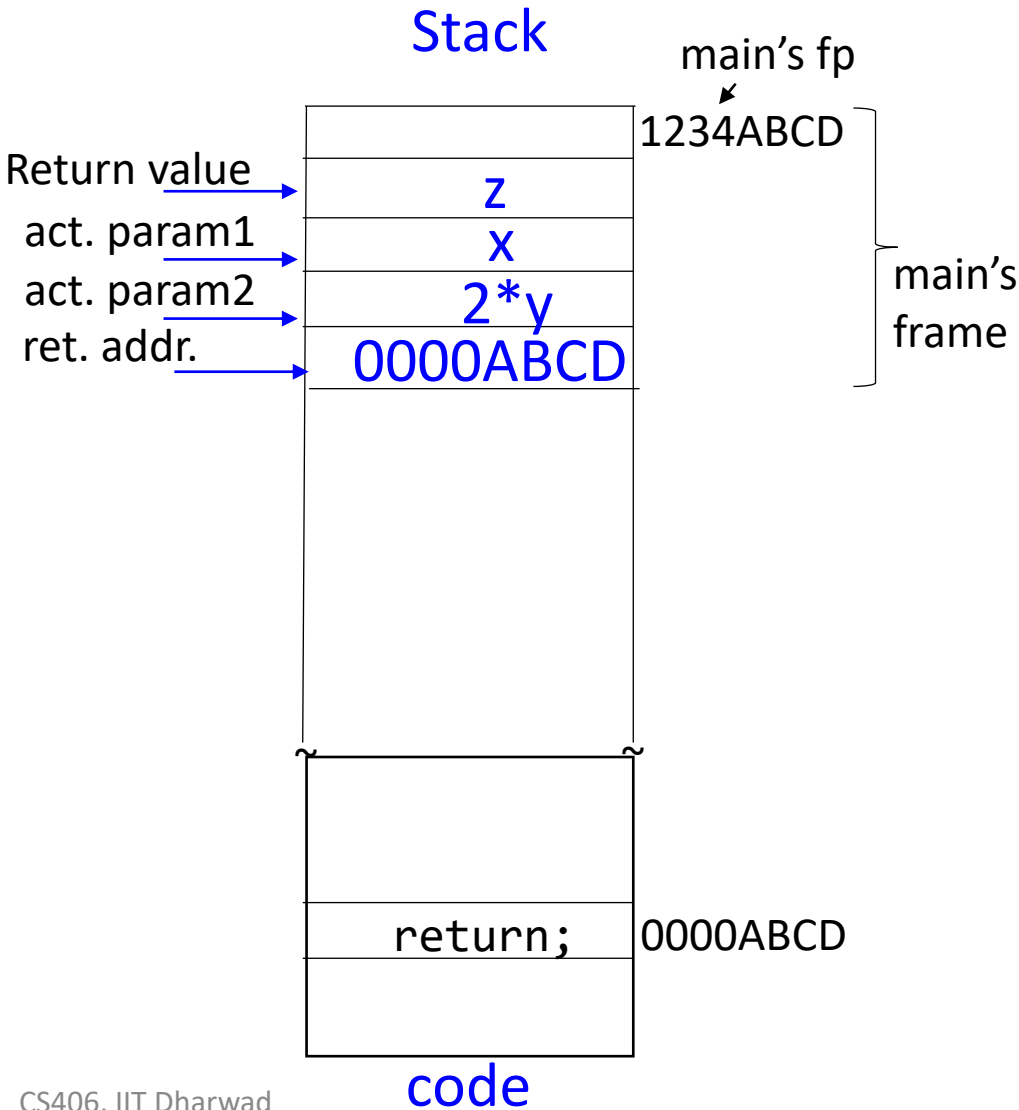 Stack
main's fp
1234ABCD
Return value
z
act. param1
x
act. param2
2*y
ret. addr.
0000ABCD
main's
frame
~ ~
return;
0000ABCD
code
CS406, IIT Dharwad